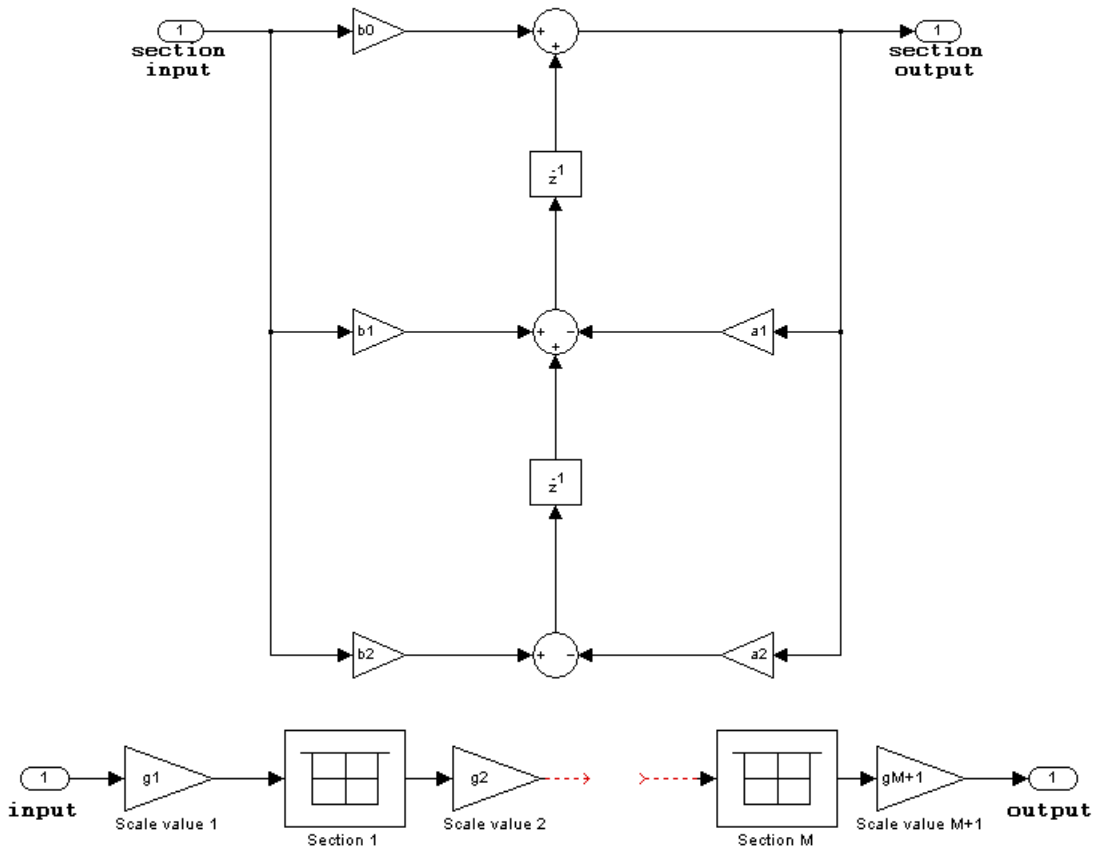 1
section
input
b0
+
+
1
section
output
z-1
b1
+
-
+
a1
z-1
b2
+
-
a2
1
input
g1
Scale value 1
Section 1
g2
Scale value 2
Section M
gM+1
Scale value M+1
1
output